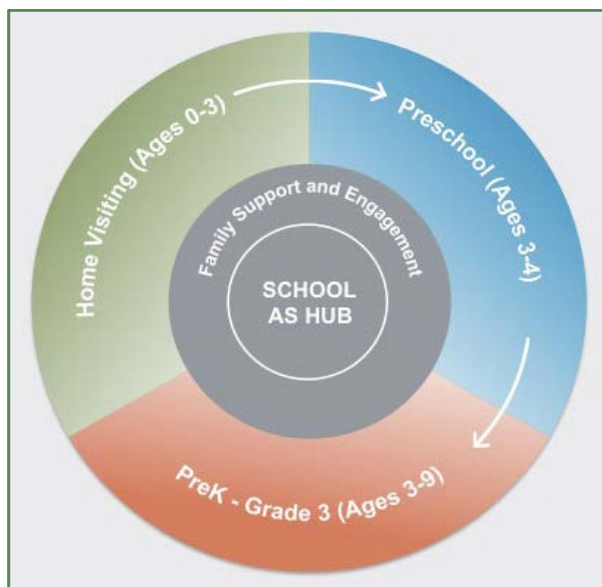 Home Visiting (Ages 0-3)
Preschool (Ages 3-4)
Family Support and Engagement
SCHOOL
AS HUB
PreK - Grade 3 (Ages 3-9)